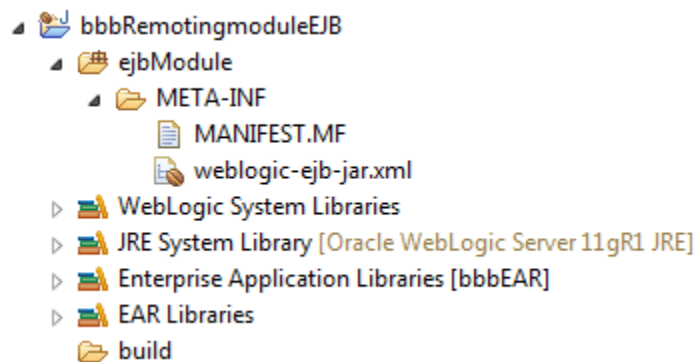 bbbRemotingmoduleEJB
ejbModule
META-INF
MANIFEST.MF
weblogic-ejb-jar.xml
WebLogic System Libraries
JRE System Library [Oracle WebLogic Server 11gR1 JRE]
Enterprise Application Libraries [bbbEAR]
EAR Libraries
build